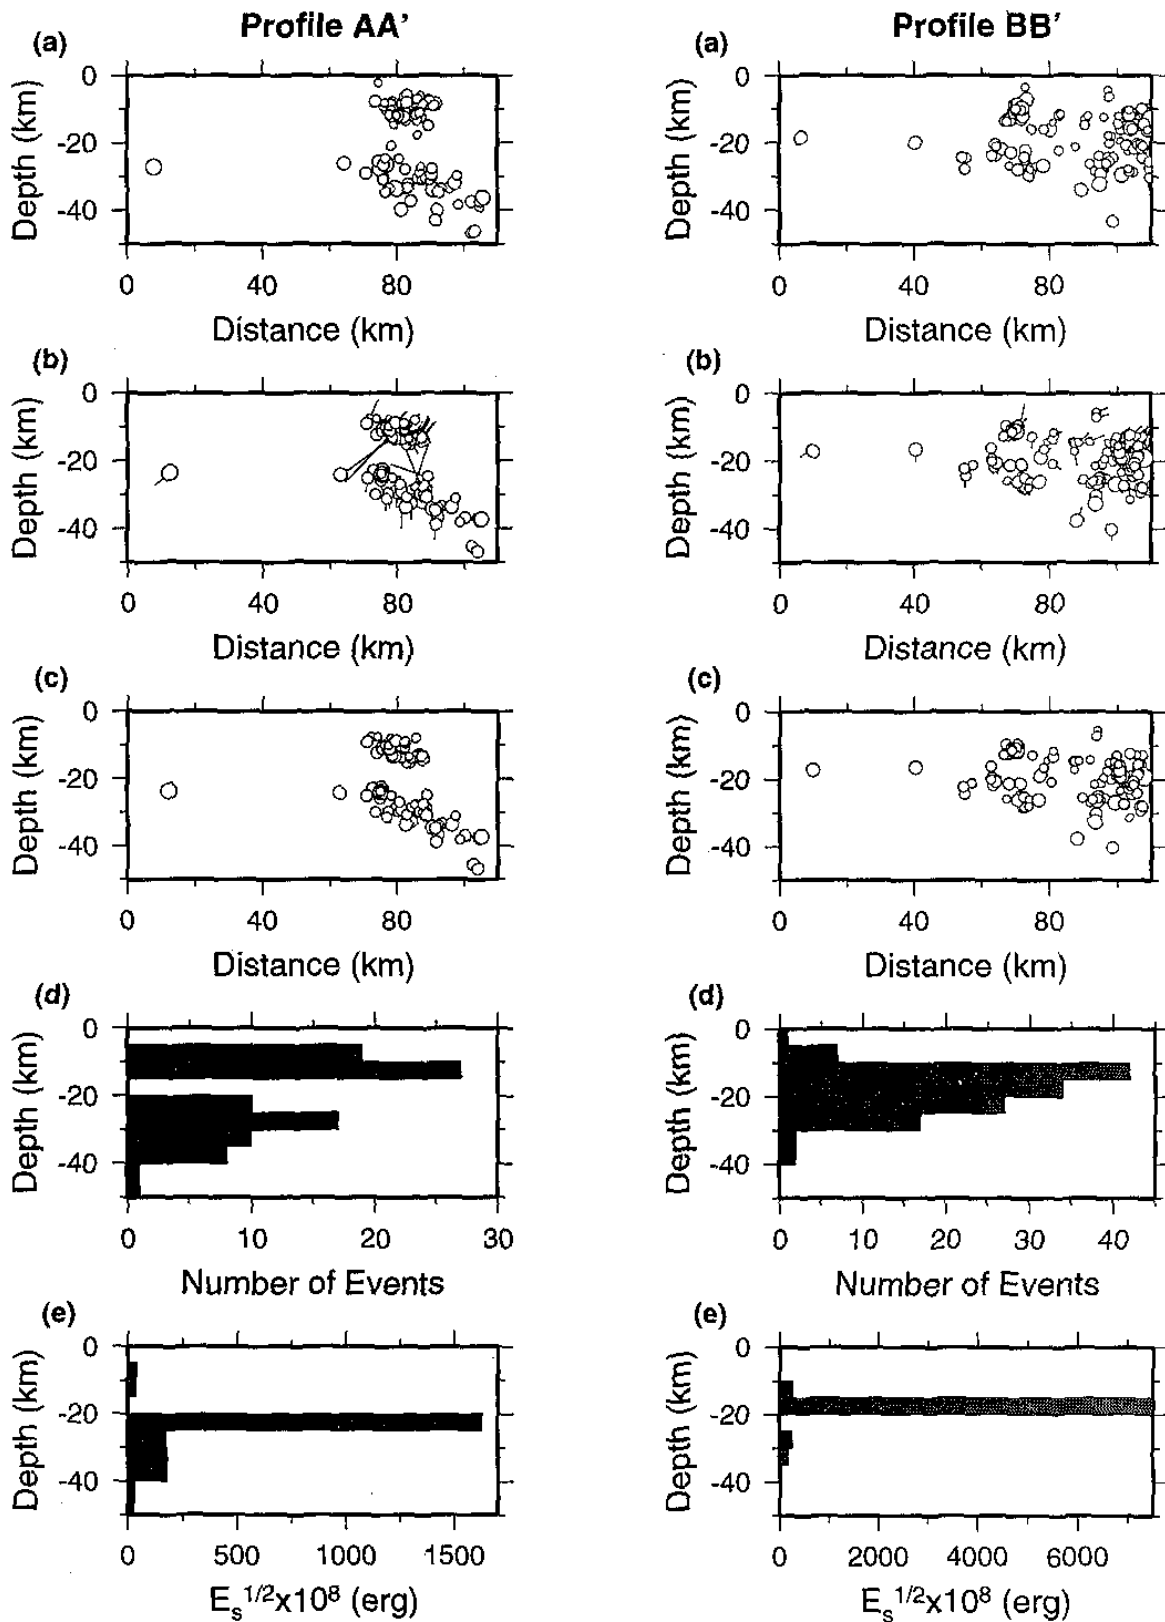 Profile AA'
(a)
0
-20
-40
Depth (km)
0 40 80
Distance (km)
(b)
0
-20
-40
Depth (km)
0 40 80
Distance (km)
(c)
0
-20
-40
Depth (km)
0 40 80
Distance (km)
(d)
0
-20
-40
Depth (km)
0 10 20 30
Number of Events
(e)
0
-20
-40
Depth (km)
0 500 1000 1500
Es1/2x108 (erg)
Profile BB'
(a)
0
-20
-40
Depth (km)
0 40 80
Distance (km)
(b)
0
-20
-40
Depth (km)
0 40 80
Distance (km)
(c)
0
-20
-40
Depth (km)
0 40 80
Distance (km)
(d)
0
-20
-40
Depth (km)
0 10 20 30 40
Number of Events
(e)
0
-20
-40
Depth (km)
0 2000 4000 6000
Es1/2x108 (erg)